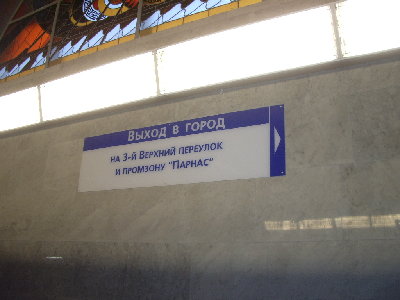 Выход в город
на 3-й Верхний переулок
и промзону "Парнас"